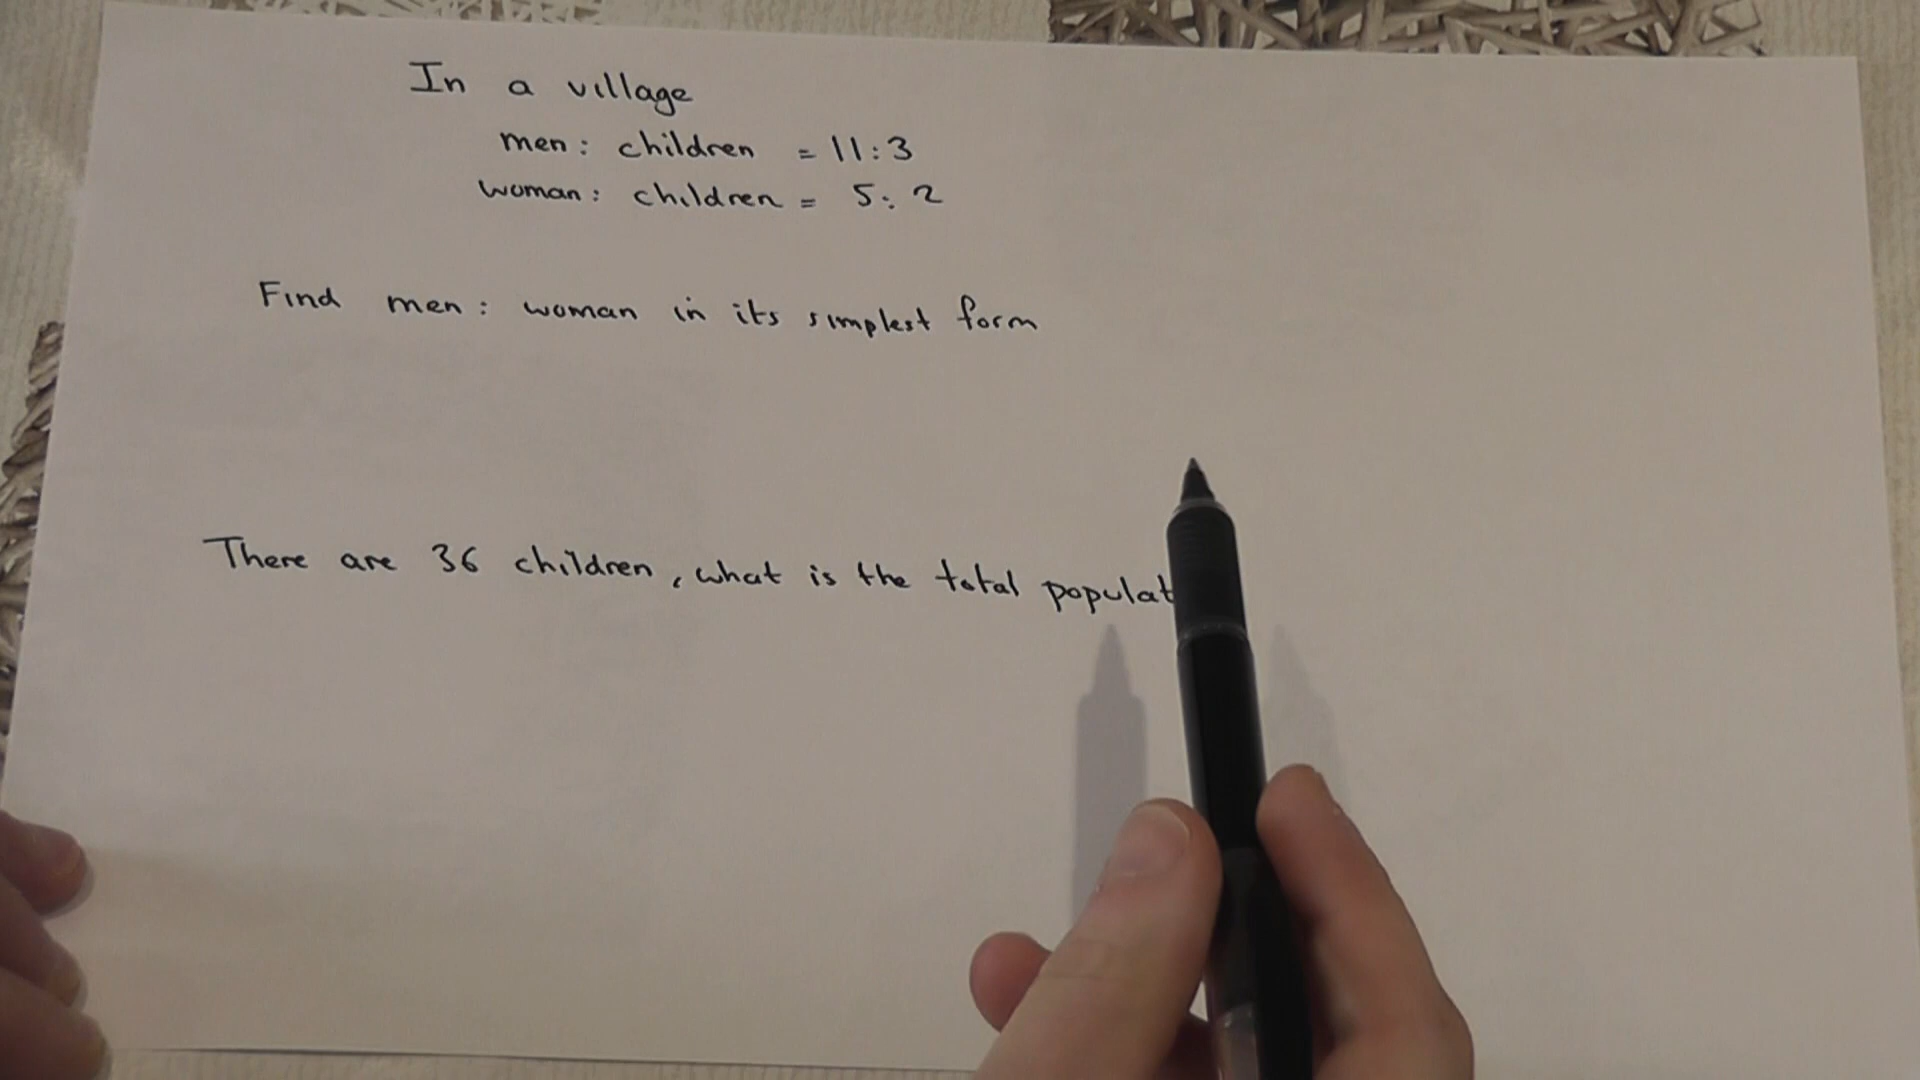 In a village
men : children = 11:3
woman : children = 5:2
Find men : woman in its simplest form
There are 36 children, what is the total populat